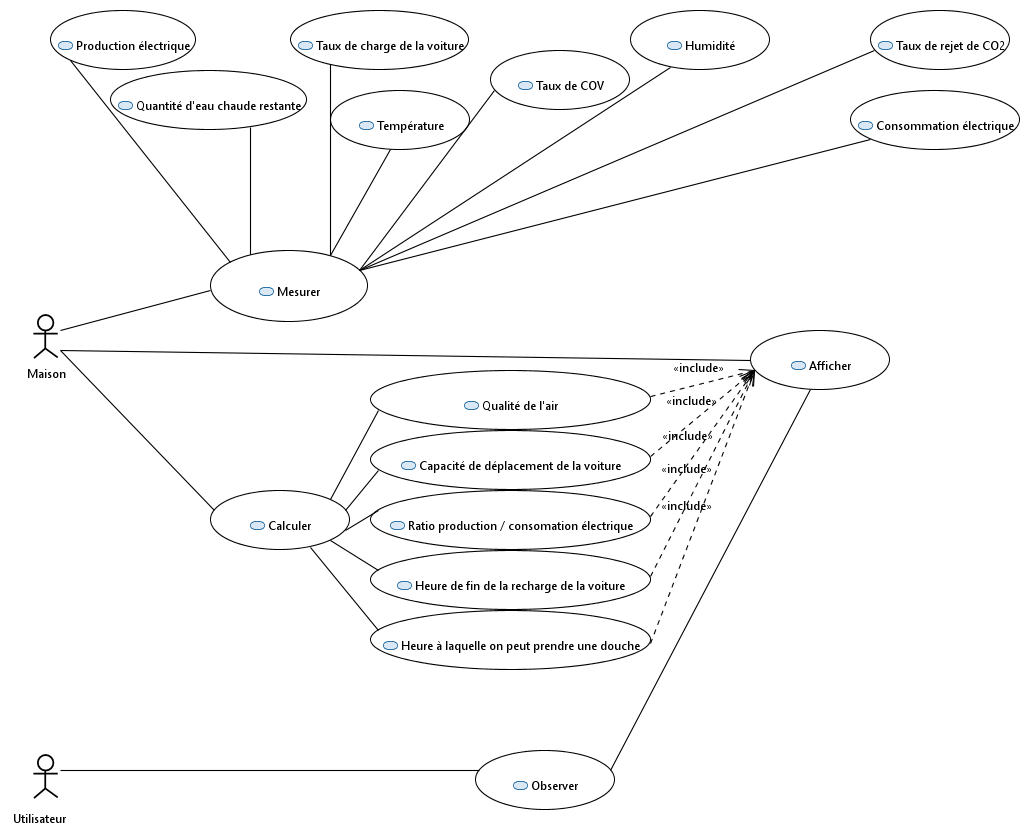 Production électrique
Taux de charge de la voiture
Humidité
Taux de rejet de CO2
Quantité d'eau chaude restante
Taux de COV
Température
Consommation électrique
Mesurer
Maison
Afficher
«include»
Qualité de l'air
«include»
«include»
Capacité de déplacement de la voiture
«include»
«include»
Calculer
Ratio production / consomation électrique
Heure de fin de la recharge de la voiture
Heure à laquelle on peut prendre une douche
Observer
Utilisateur